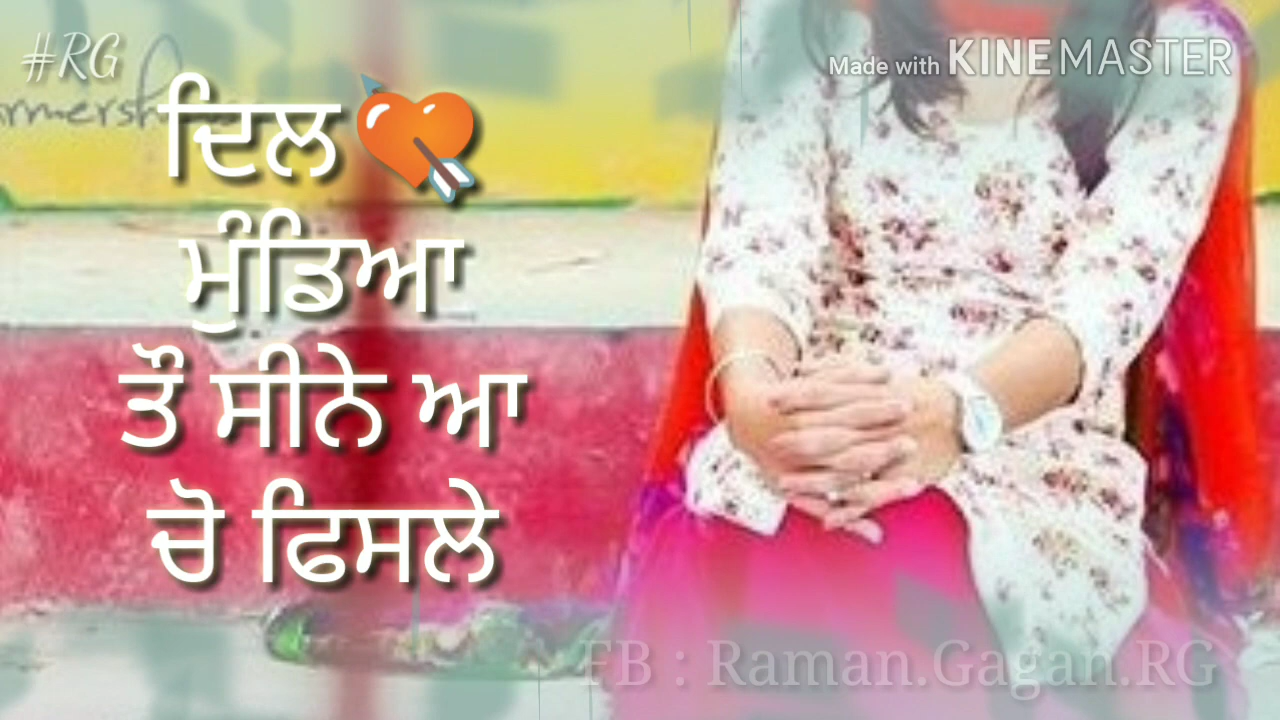 #RG
Made with KINEMASTER
ਦਿਲ💘
ਮੁੰਡਿਆ
ਤੌ ਸੀਨੇ ਆ
ਚੋ ਫਿਸਲੇ
FB : Raman.Gagan.RG